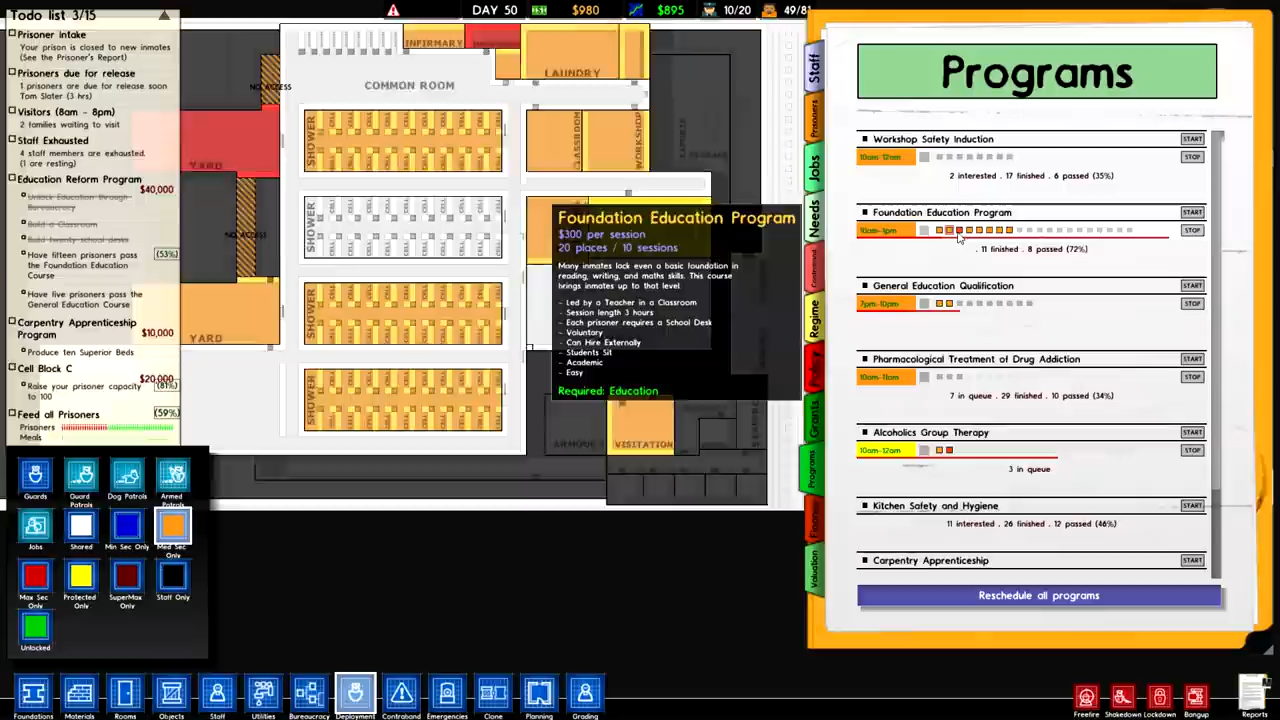 Todo list 3/15
DAY 50
$980
$895
10/20
49/81
Prisoner Intake
Your prison is closed to new inmates
(See the Prisoner's Report)
Prisoners due for release
1 prisoners are due for release soon
Tom Slater (3 hrs)
Visitors (8am - 8pm)
2 families waiting to visit
Staff Exhausted
4 staff members are exhausted.
(1 are resting)
Education Reform Program
$40,000
Unlock Education through
Bureaucracy
Build a Classroom
Build twenty school desks
Have fifteen prisoners pass
the Foundation Education
Course
(53%)
Have five prisoners pass the
General Education Course
Carpentry Apprenticeship
Program
$10,000
Produce ten Superior Beds
Cell Block C
$20,000
Raise your prisoner capacity
to 100
(81%)
Feed all Prisoners
(59%)
Meals
INFIRMARY
LAUNDRY
COMMON ROOM
NO ACCESS
YARD
SHOWER
CLASSROOM
WORKSHOP
NO ACCESS
SHOWER
YARD
SHOWER
SHOWER
ARMOUR
VISITATION
Foundation Education Program
$300 per session
20 places / 10 sessions
Many inmates lack even a basic foundation in
reading, writing, and maths skills. This course
brings inmates up to that level.
- Led by a Teacher in a Classroom
- Session length 3 hours
- Each prisoner requires a School Desk
- Voluntary
- Can Hire Externally
- Students Sit
- Academic
- Easy
Required: Education
Staff
Prisoners
Jobs
Needs
Contraband
Regime
Policy
Grants
Programs
Finance
Valuation
Programs
Workshop Safety Induction
START
10am-12am
STOP
2 interested . 17 finished . 6 passed (35%)
Foundation Education Program
START
10am-1pm
STOP
. 11 finished . 8 passed (72%)
General Education Qualification
START
7pm-10pm
STOP
Pharmacological Treatment of Drug Addiction
START
10am-11am
STOP
7 in queue . 29 finished . 10 passed (34%)
Alcoholics Group Therapy
START
10am-12am
STOP
3 in queue
Kitchen Safety and Hygiene
START
11 interested . 26 finished . 12 passed (46%)
Carpentry Apprenticeship
START
Reschedule all programs
Guards
Guard
Patrols
Dog Patrols
Armed
Patrols
Jobs
Shared
Min Sec Only
Med Sec
Only
Max Sec
Only
Protected
Only
SuperMax
Only
Staff Only
Unlocked
Foundations
Materials
Rooms
Objects
Staff
Utilities
Bureaucracy
Deployment
Contraband
Emergencies
Clone
Planning
Grading
Freefire
Shakedown
Lockdown
Bangup
Reports